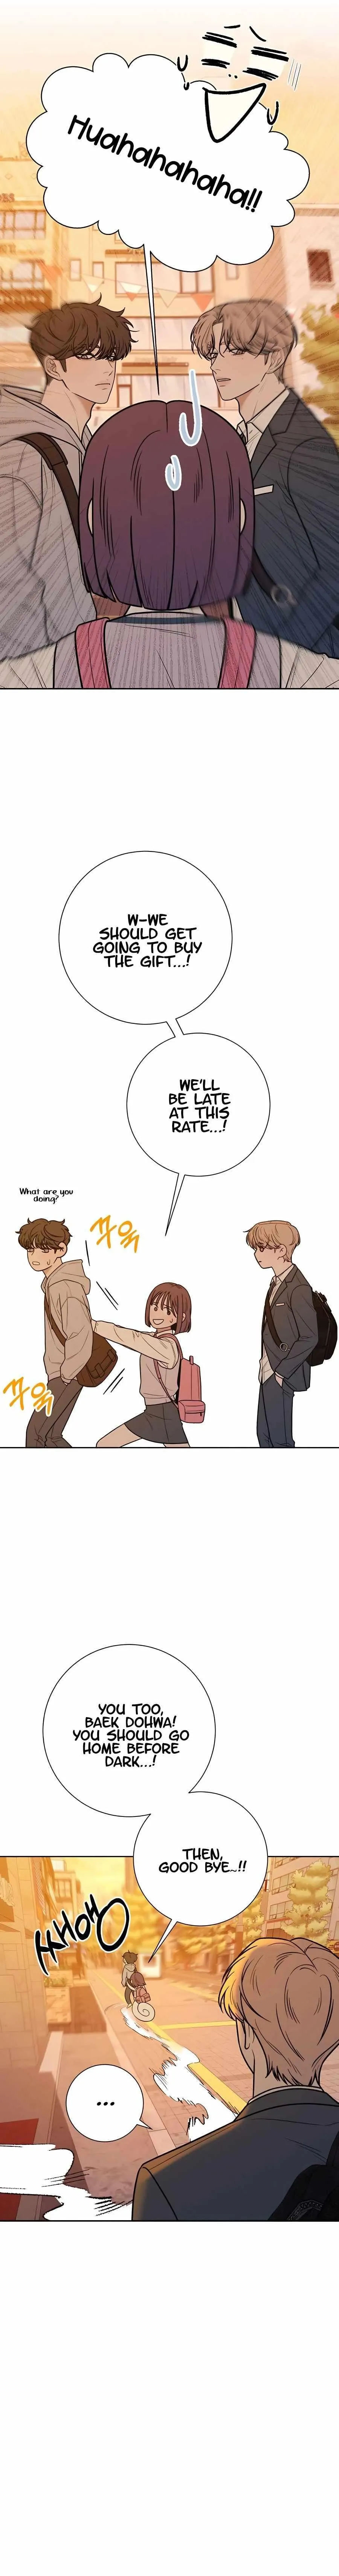 Huahahahaha!!
W-WE
SHOULD GET
GOING TO BUY
THE GIFT...!
WE'LL
BE LATE
AT THIS
RATE...!
What are you
doing?
꾸욱
꾸욱
YOU TOO,
BAEK DOHWA!
YOU SHOULD GO
HOME BEFORE
DARK...!
THEN,
GOOD BYE~!!
...